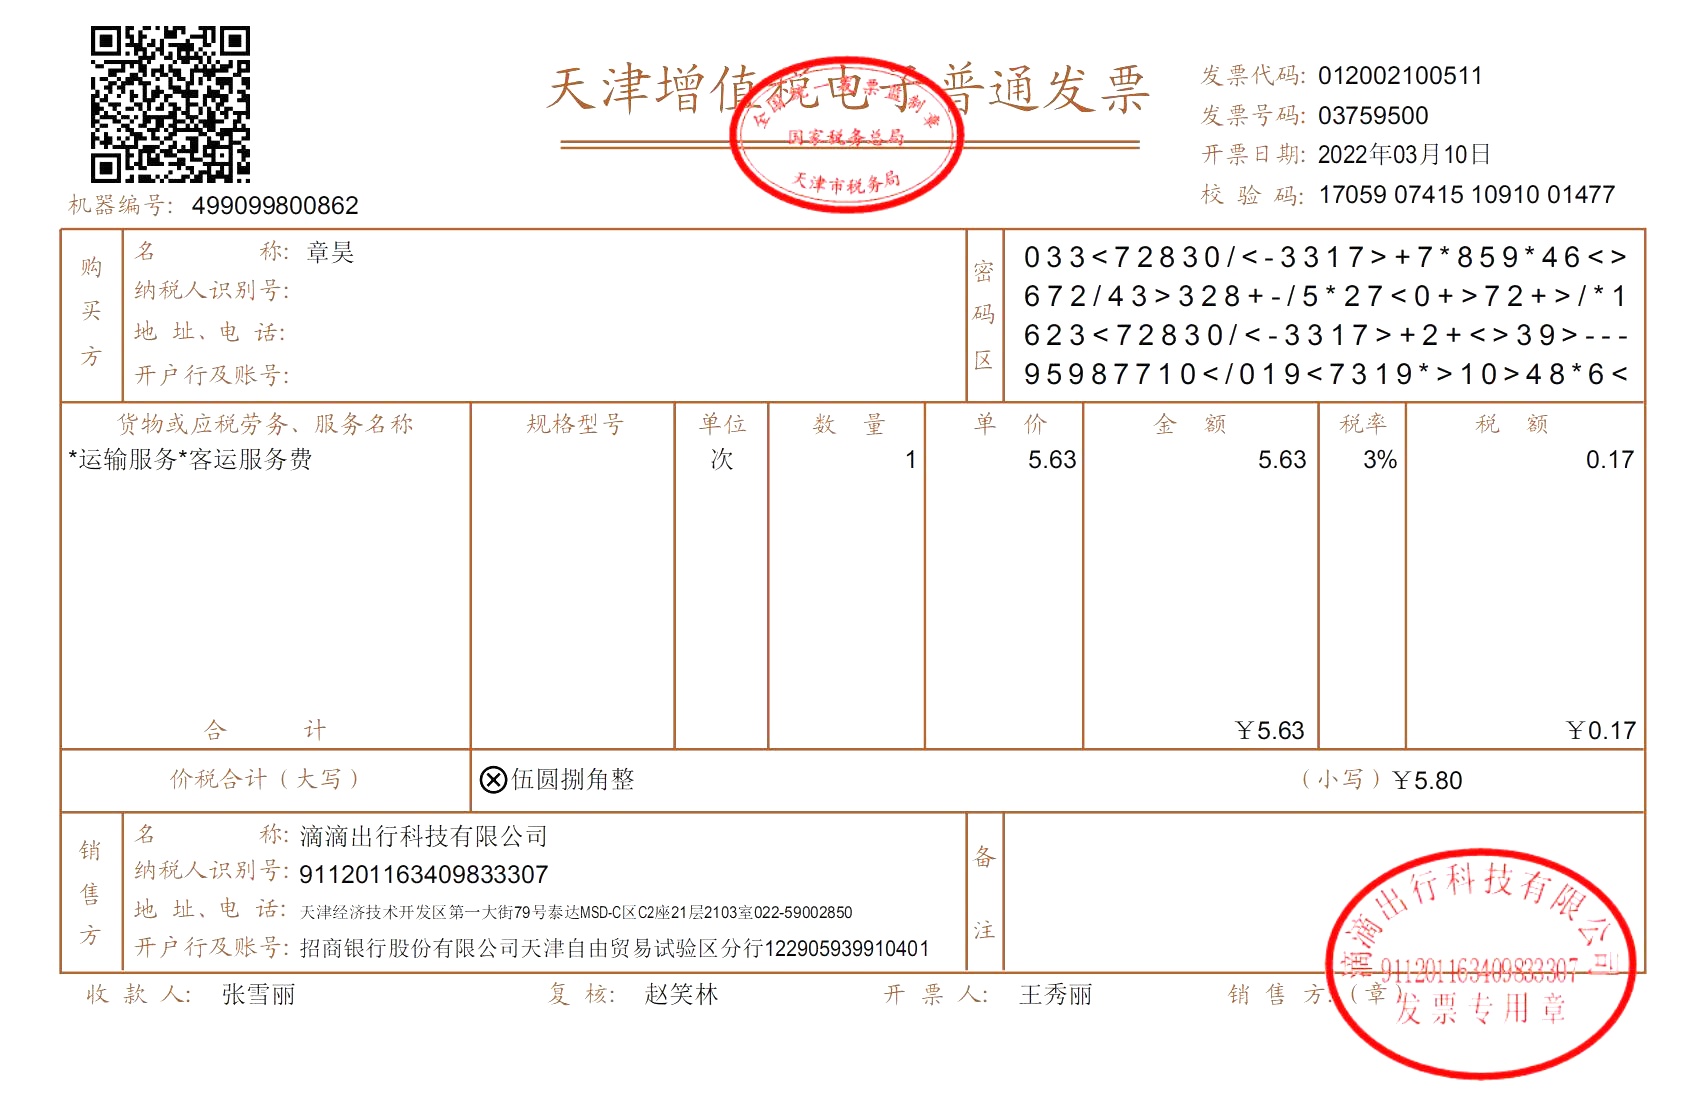 天津增值税电子普通发票
全国统一发票监制章
国家税务总局
天津市税务局
发票代码: 012002100511
发票号码: 03759500
开票日期: 2022年03月10日
校 验 码: 17059 07415 10910 01477
机器编号: 499099800862
购买方
名 称: 章昊
纳税人识别号:
地 址、电 话:
开户行及账号:
密码区
033<72830/<-3317>+7*859*46<>
672/43>328+-/5*27<0+>72+>/*1
623<72830/<-3317>+2+<>39>---
95987710</019<7319*>10>48*6<
货物或应税劳务、服务名称 规格型号 单位 数 量 单 价 金 额 税率 税 额
*运输服务*客运服务费 次 1 5.63 5.63 3% 0.17
合 计 ￥5.63 ￥0.17
价税合计（大写） ⊗伍圆捌角整 （小写）￥5.80
销售方
名 称: 滴滴出行科技有限公司
纳税人识别号: 911201163409833307
地 址、电 话: 天津经济技术开发区第一大街79号泰达MSD-C区C2座21层2103室022-59002850
开户行及账号: 招商银行股份有限公司天津自由贸易试验区分行122905939910401
备注
收 款 人: 张雪丽 复 核: 赵笑林 开 票 人: 王秀丽 销 售 方:（章）
滴滴出行科技有限公司
911201163409833307
发票专用章